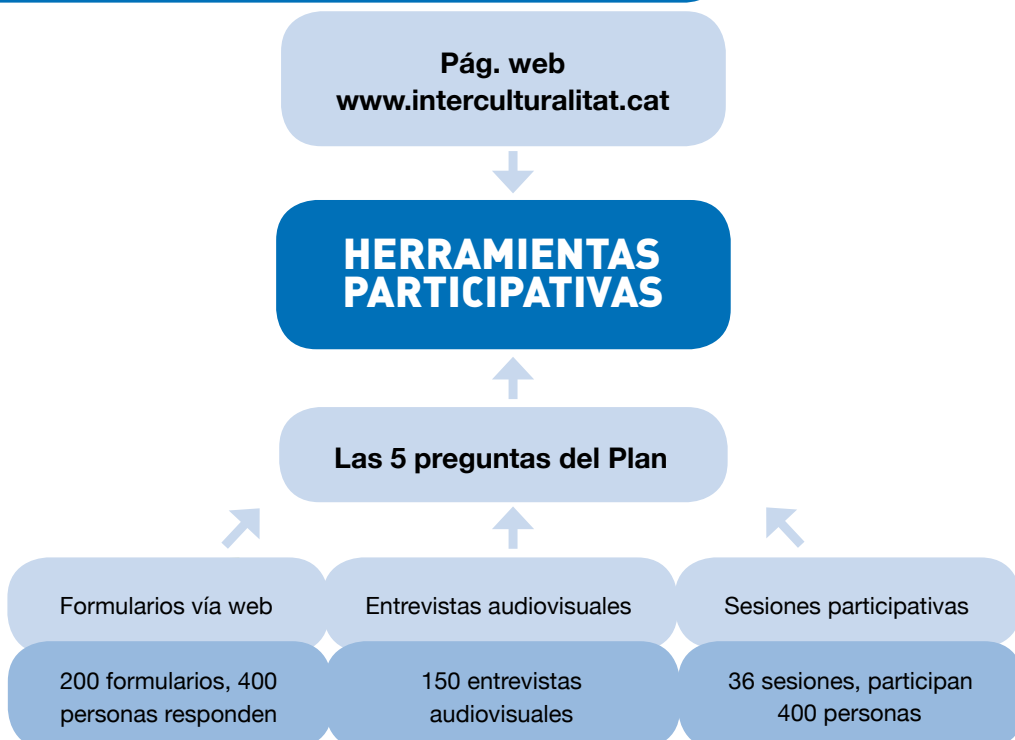 Pág. web
www.interculturalitat.cat
HERRAMIENTAS
PARTICIPATIVAS
Las 5 preguntas del Plan
Formularios vía web
Entrevistas audiovisuales
Sesiones participativas
200 formularios, 400
personas responden
150 entrevistas
audiovisuales
36 sesiones, participan
400 personas